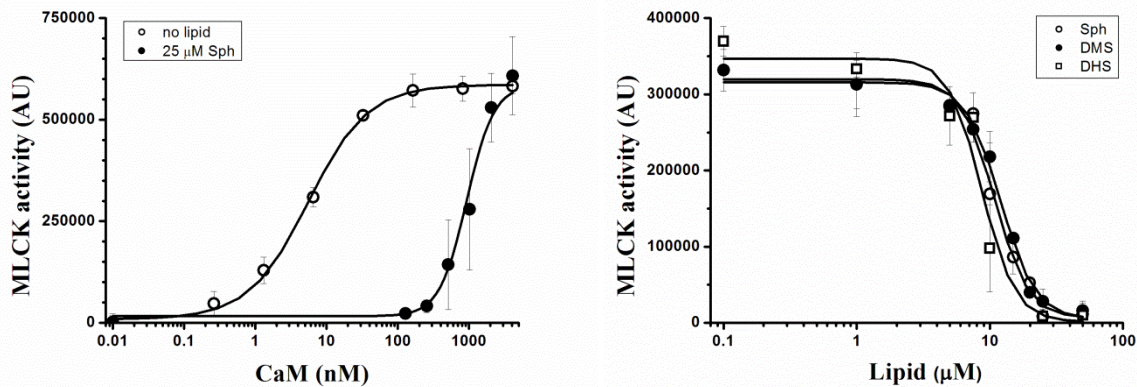 750000
500000
250000
0
MLCK activity (AU)
no lipid
25 μM Sph
0.01 0.1 1 10 100 1000
CaM (nM)
400000
300000
200000
100000
0
MLCK activity (AU)
Sph
DMS
DHS
0.1 1 10 100
Lipid (μM)